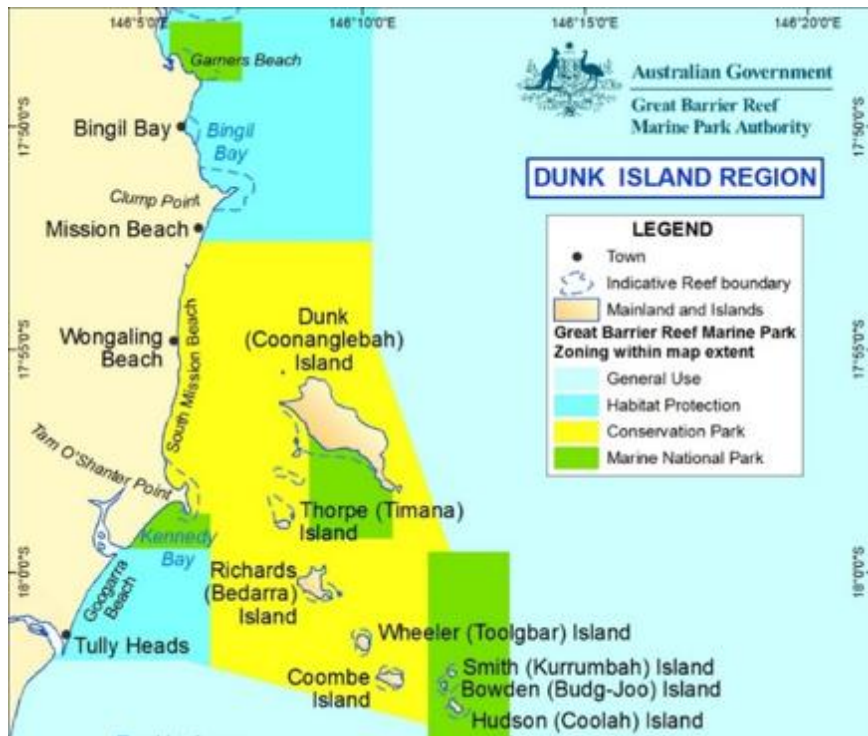 146°5'0"E
146°10'0"E
146°15'0"E
146°20'0"E
Garners Beach
Australian Government
Great Barrier Reef
Marine Park Authority
17°50'0"S
17°50'0"S
Bingil Bay
Bingil
Bay
DUNK ISLAND REGION
Clump Point
Mission Beach
LEGEND
Town
Indicative Reef boundary
Mainland and Islands
Great Barrier Reef Marine Park
Zoning within map extent
General Use
Habitat Protection
Conservation Park
Marine National Park
Dunk
(Coonanglebah)
Island
17°55'0"S
17°55'0"S
Wongaling
Beach
South Mission Beach
Tam O'Shanter Point
Thorpe (Timana)
Island
Kennedy
Bay
18°0'0"S
18°0'0"S
Richards
(Bedarra)
Island
Googarra
Beach
Tully Heads
Wheeler (Toolgbar) Island
Coombe
Island
Smith (Kurrumbah) Island
Bowden (Budg-Joo) Island
Hudson (Coolah) Island